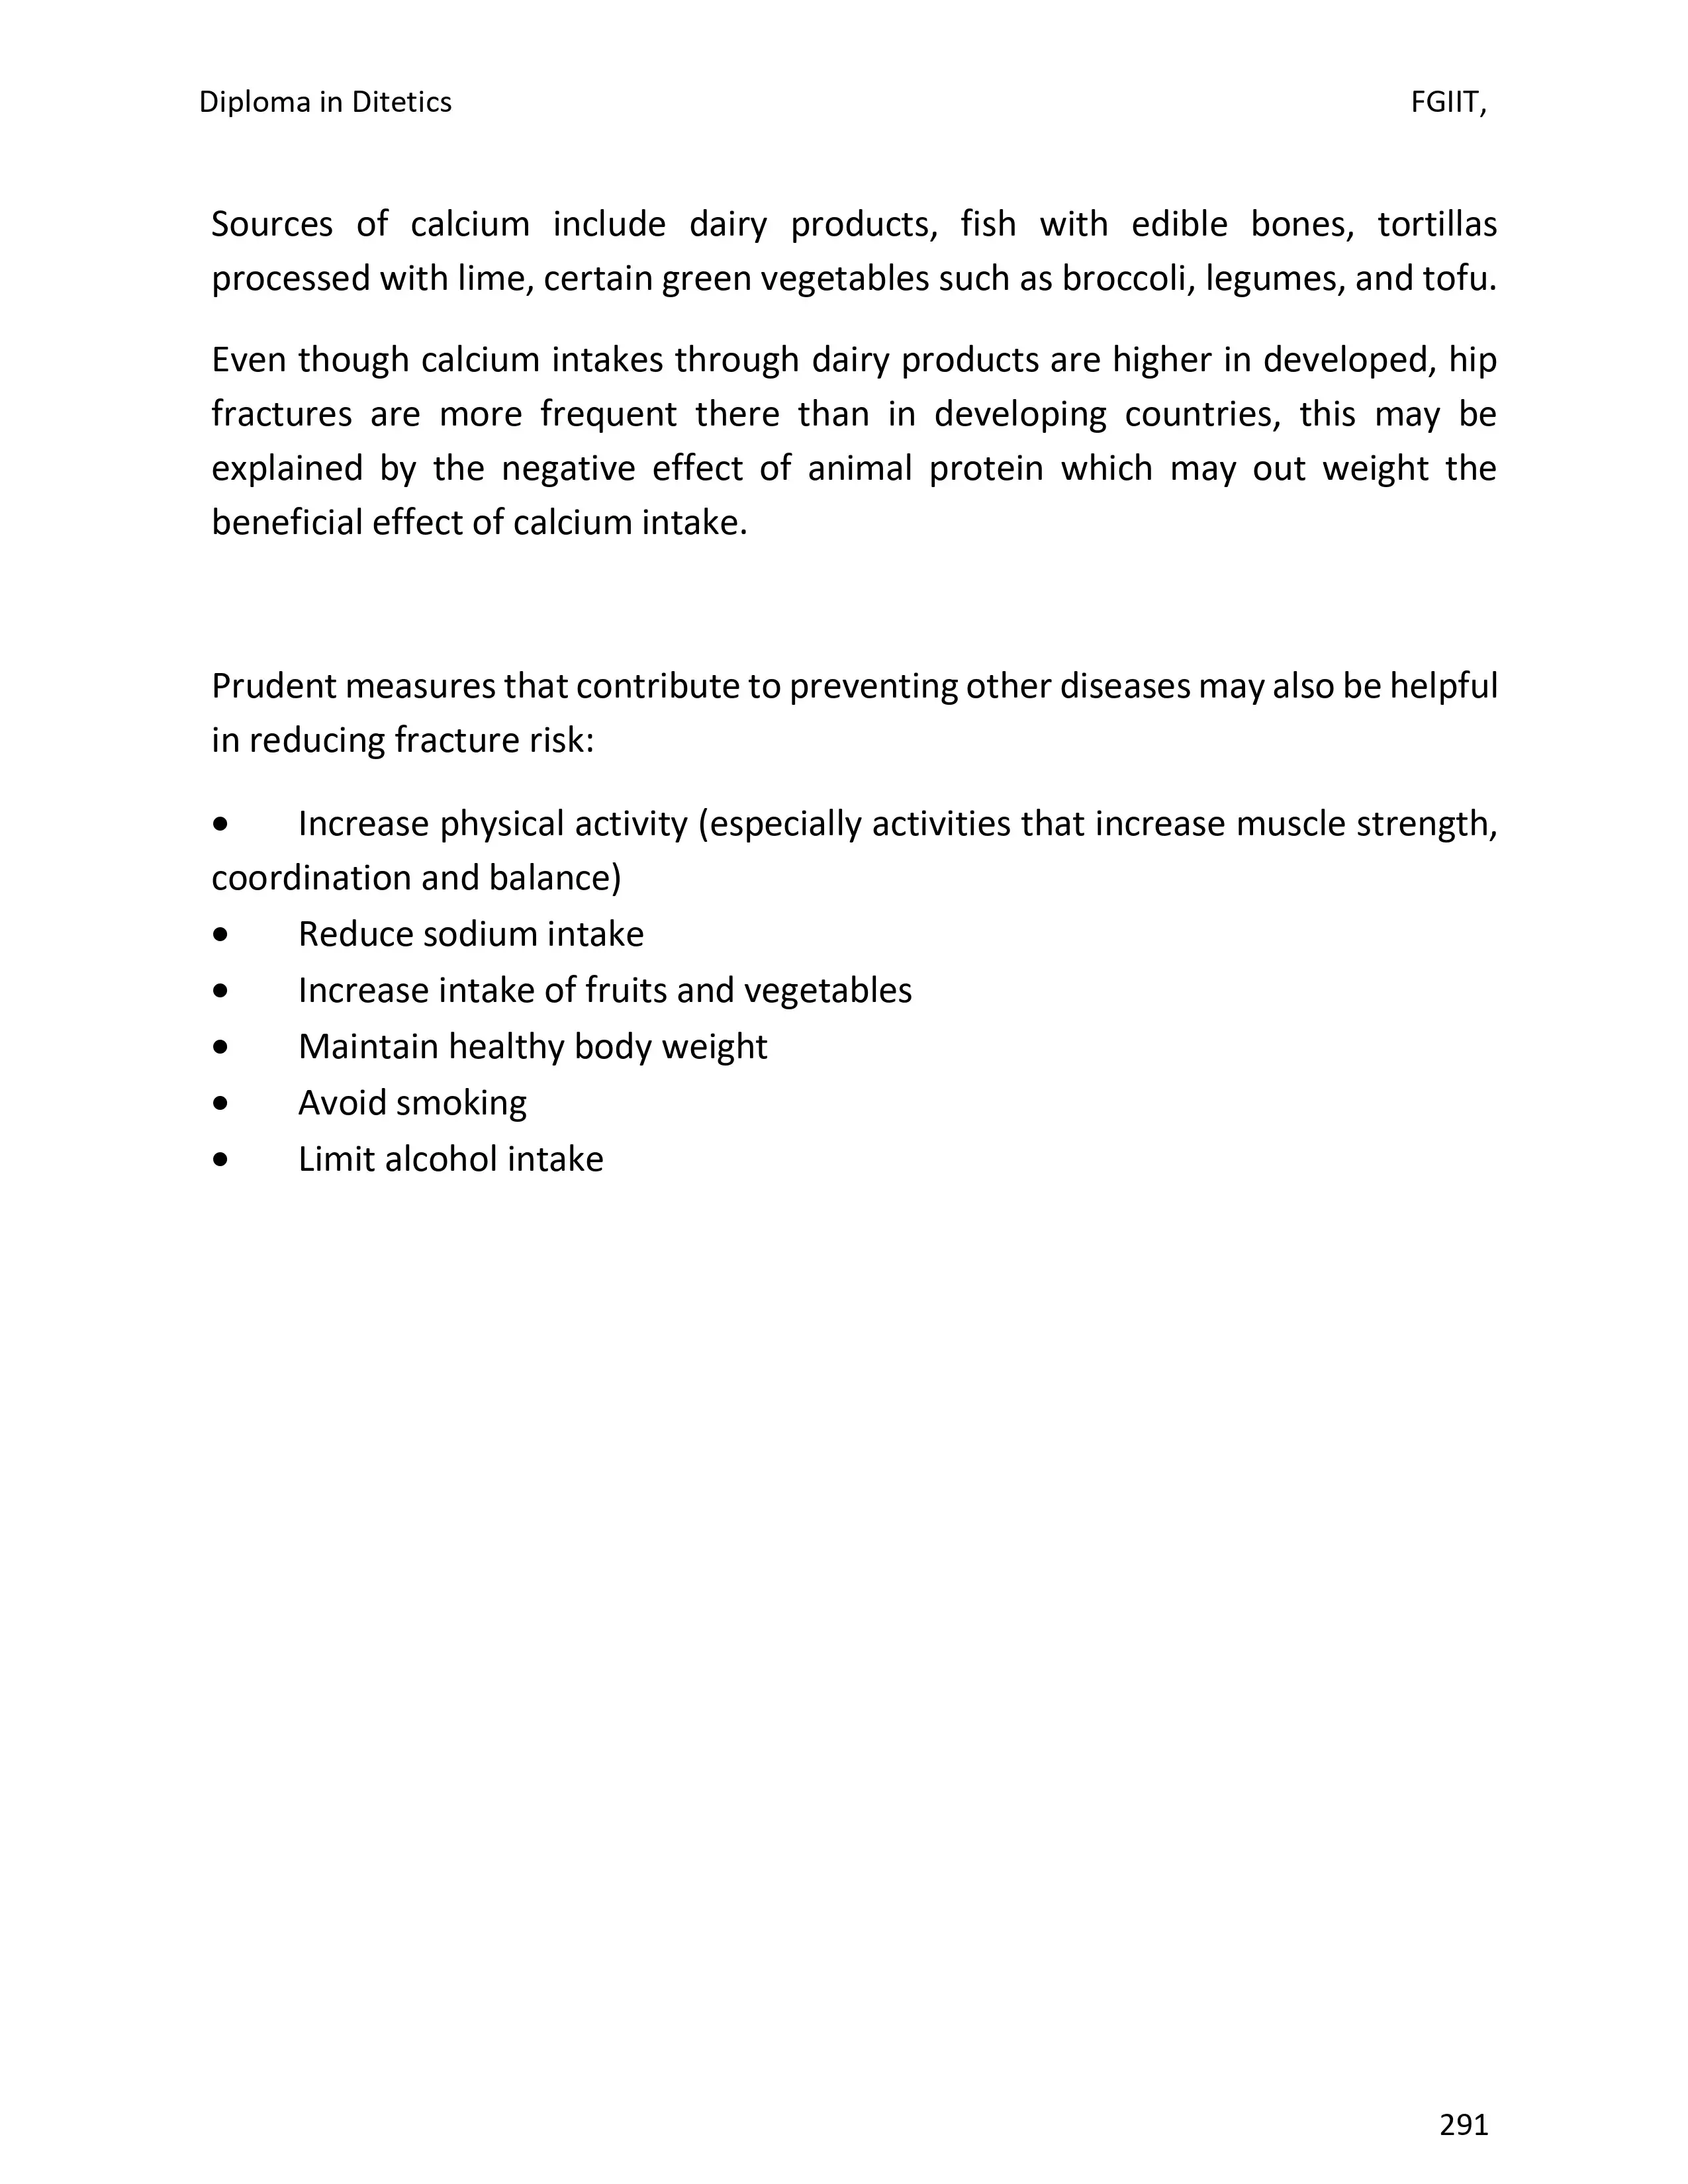 Diploma in Ditetics FGIIT,
Sources of calcium include dairy products, fish with edible bones, tortillas
processed with lime, certain green vegetables such as broccoli, legumes, and tofu.
Even though calcium intakes through dairy products are higher in developed, hip
fractures are more frequent there than in developing countries, this may be
explained by the negative effect of animal protein which may out weight the
beneficial effect of calcium intake.
Prudent measures that contribute to preventing other diseases may also be helpful
in reducing fracture risk:
• Increase physical activity (especially activities that increase muscle strength,
coordination and balance)
• Reduce sodium intake
• Increase intake of fruits and vegetables
• Maintain healthy body weight
• Avoid smoking
• Limit alcohol intake
291